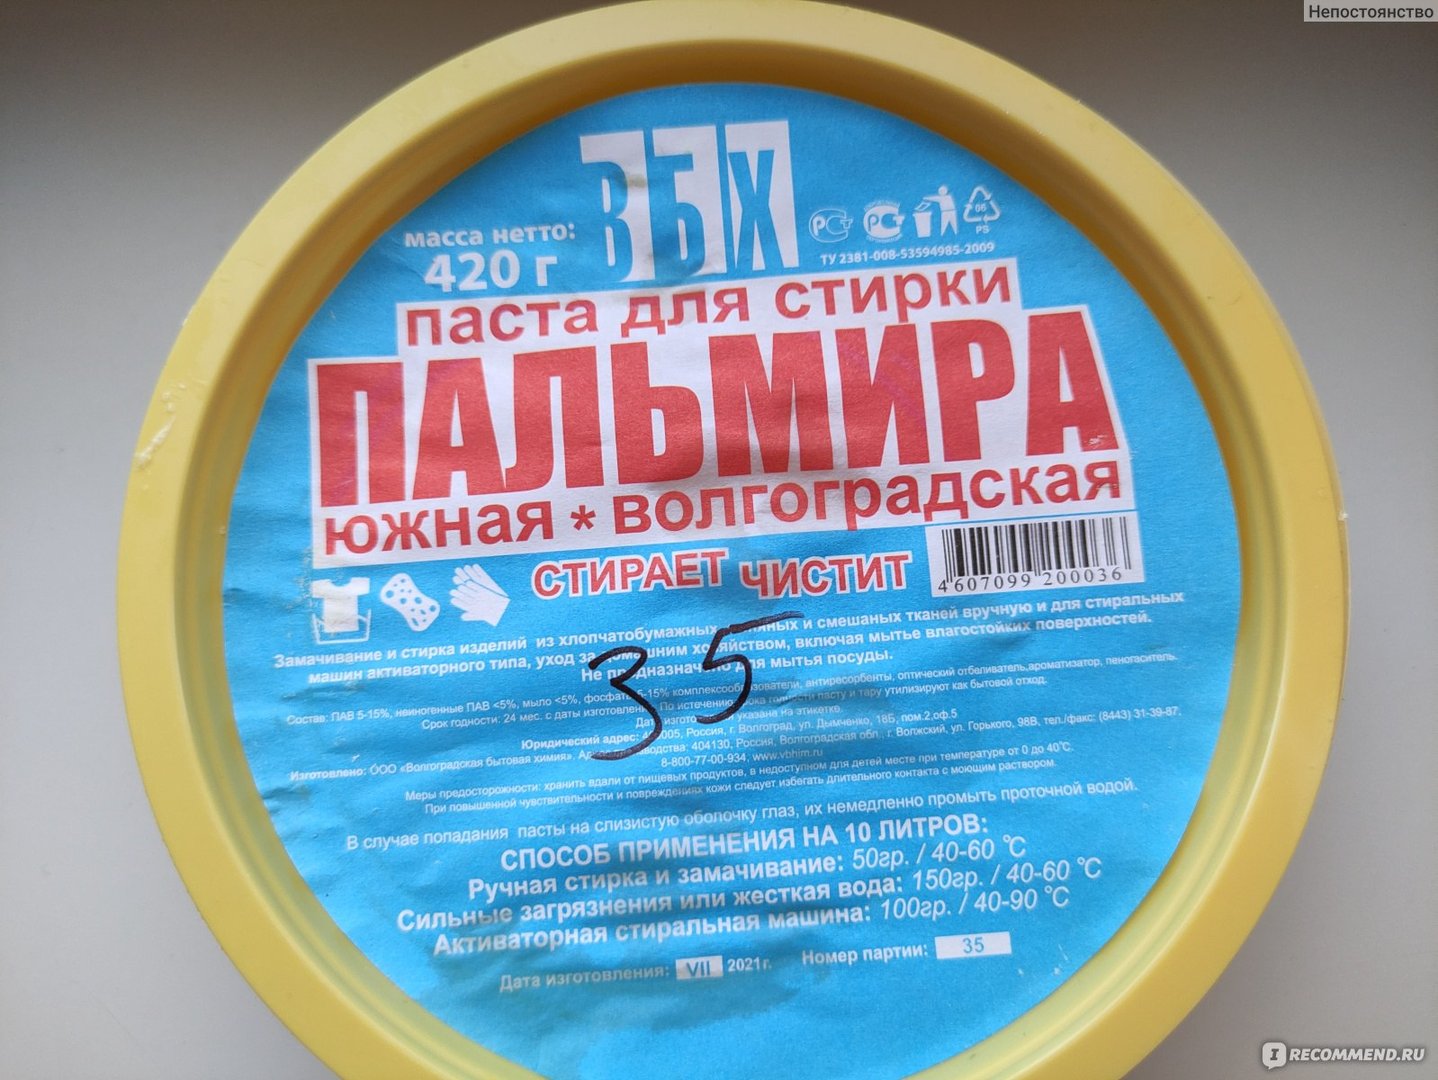 Непостоянство
ВБХ
масса нетто:
420 г
РСТ РСТ 06
PS
ТУ 2381-008-53594985-2009
паста для стирки
ПАЛЬМИРА
южная * волгоградская
СТИРАЕТ ЧИСТИТ
4 607099 200036
35
Замачивание и стирка изделий из хлопчатобумажных, и смешаных тканей вручную и для стиральных
машин активаторного типа, уход за домашним хозяйством, включая мытье влагостойких поверхностей.
Не предназначено для мытья посуды.
Состав: ПАВ 5-15%, неионогенные ПАВ <5%, мыло <5%, фосфаты 5-15% комплексообразователи, антиресорбенты, оптический отбеливатель,ароматизатор, пеногаситель.
Срок годности: 24 мес. с даты изготовления. По истечению срока годности пасту и тару утилизируют как бытовой отход.
Дата изготовления указана на этикетке.
Юридический адрес: Россия, г. Волгоград, ул. Дымченко, 18Б, пом.2,оф.5
Изготовлено: ООО «Волгоградская бытовая химия». Адрес производства: 404130, Россия, Волгоградская обл., г. Волжский, ул. Горького, 98В, тел./факс: (8443) 31-39-87.
8-800-77-00-934, www.vbhim.ru
Меры предосторожности: хранить вдали от пищевых продуктов, в недоступном для детей месте при температуре от 0 до 40°С.
При повышенной чувствительности и повреждениях кожи следует избегать длительного контакта с моющим раствором.
В случае попадания пасты на слизистую оболочку глаз, их немедленно промыть проточной водой.
СПОСОБ ПРИМЕНЕНИЯ НА 10 ЛИТРОВ:
Ручная стирка и замачивание: 50гр. / 40-60 °С
Сильные загрязнения или жесткая вода: 150гр. / 40-60 °С
Активаторная стиральная машина: 100гр. / 40-90 °С
Дата изготовления: VII 2021г. Номер партии: 35
IRECOMMEND.RU